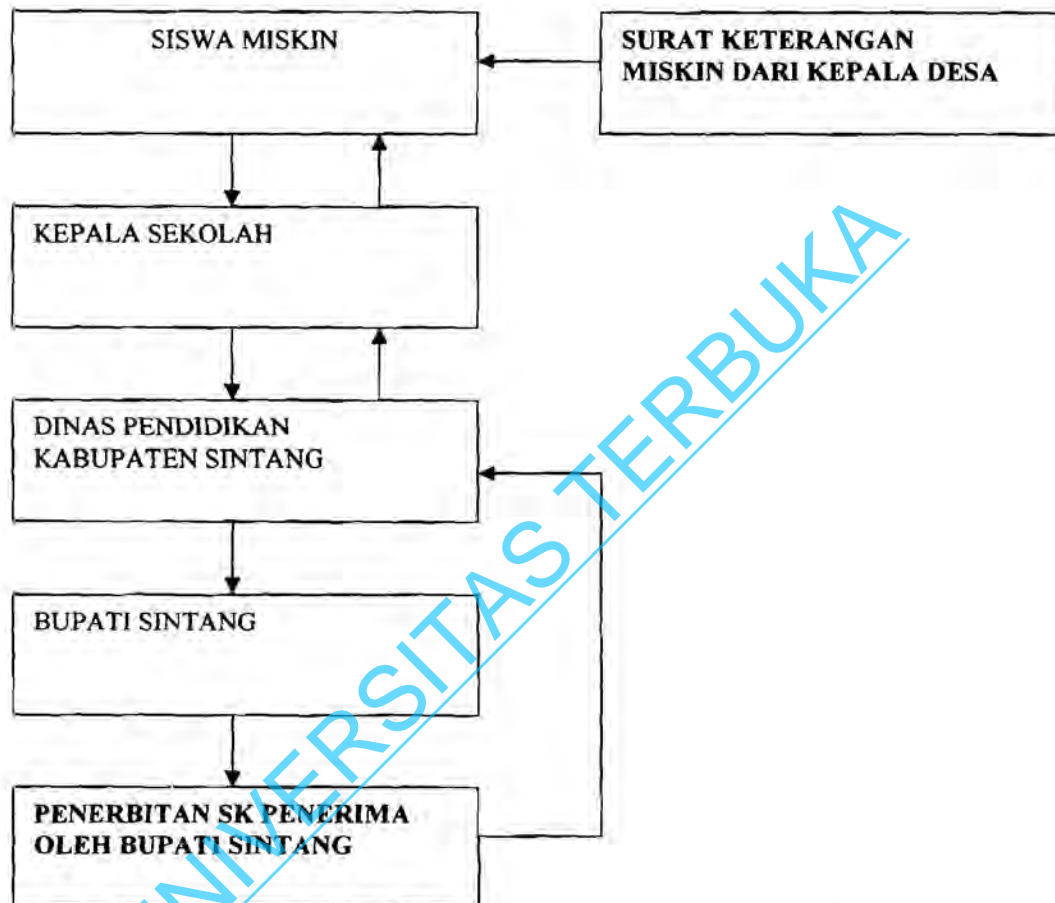 SISWA MISKIN
SURAT KETERANGAN
MISKIN DARI KEPALA DESA
KEPALA SEKOLAH
DINAS PENDIDIKAN
KABUPATEN SINTANG
BUPATI SINTANG
PENERBITAN SK PENERIMA
OLEH BUPATI SINTANG
UNIVERSITAS TERBUKA